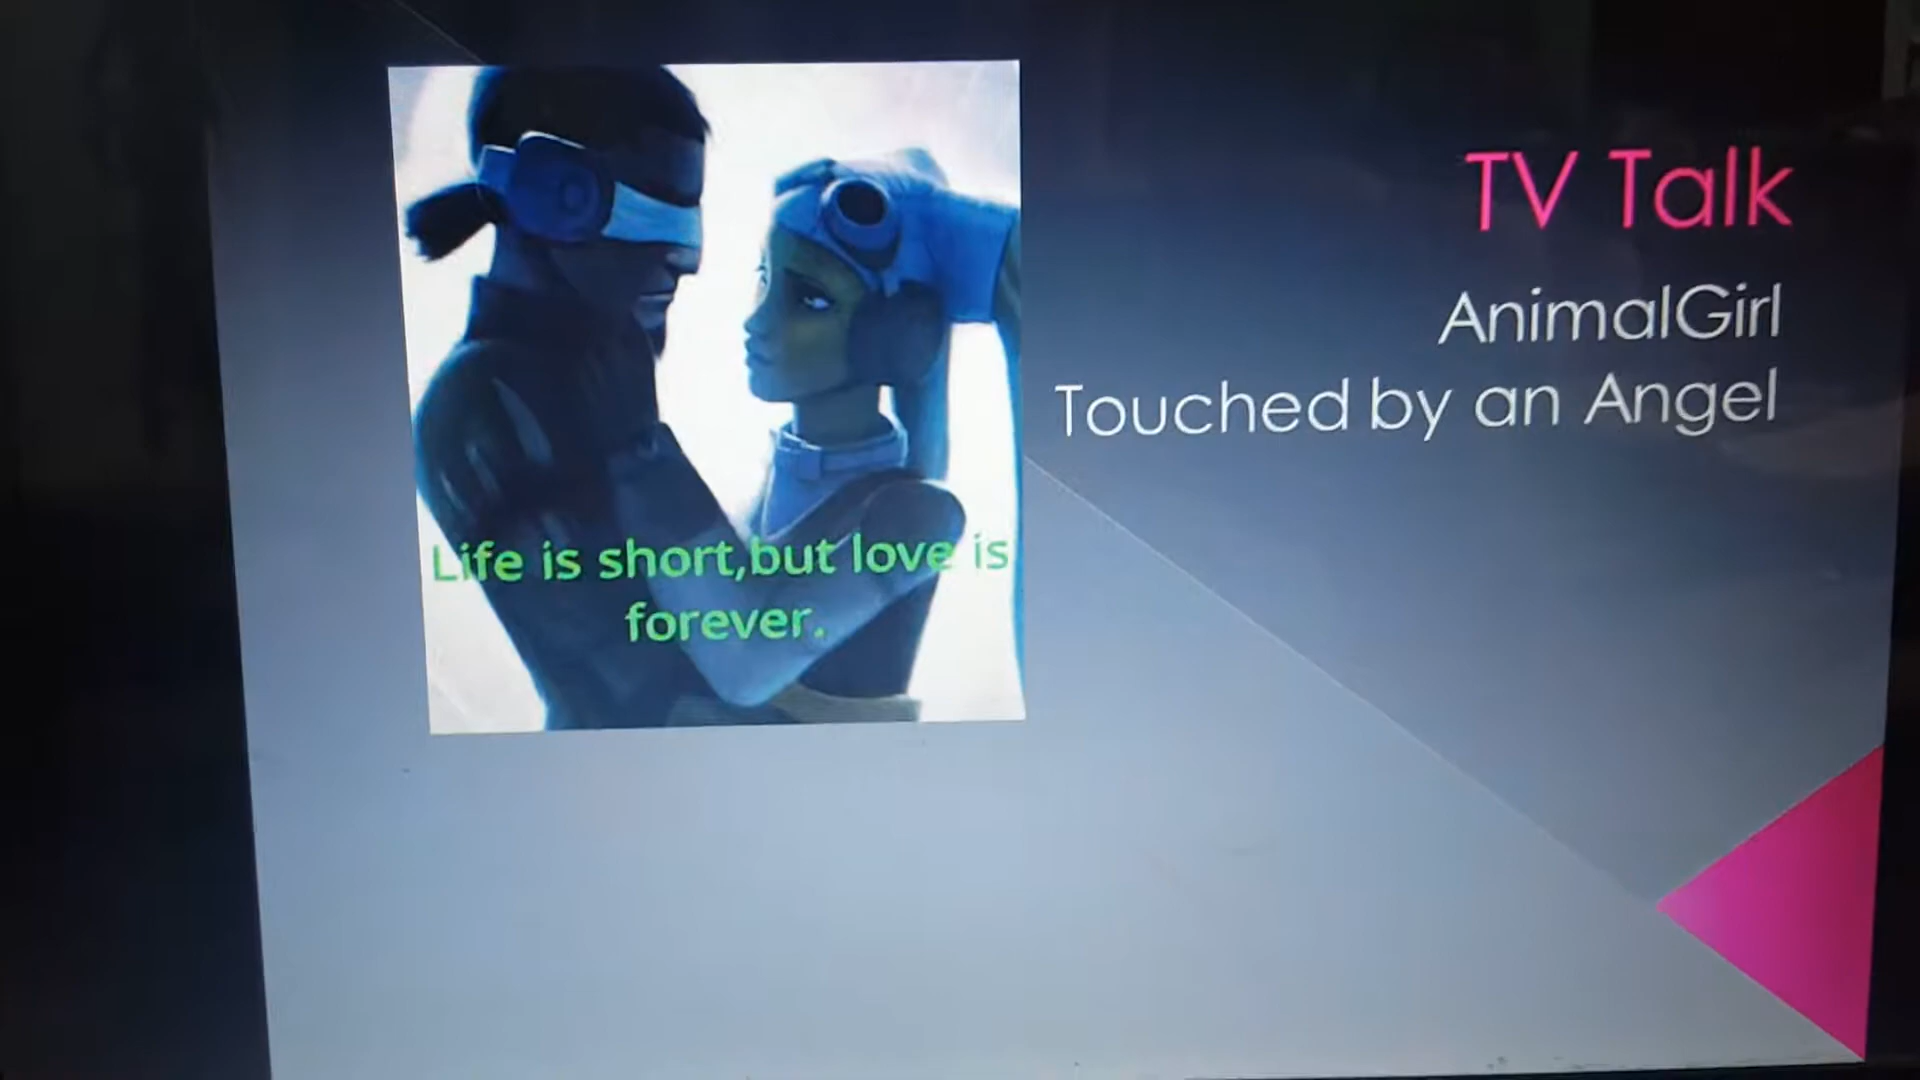 TV Talk
AnimalGirl
Touched by an Angel
Life is short,but love is
forever.